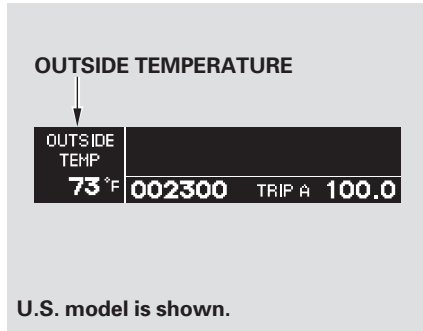 OUTSIDE TEMPERATURE
OUTSIDE
TEMP
73 °F 002300 TRIP A 100.0
U.S. model is shown.